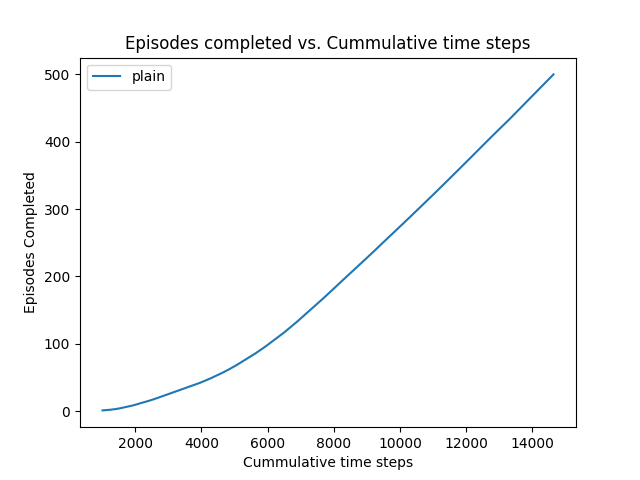 Episodes completed vs. Cummulative time steps
plain
500
400
300
200
100
0
Episodes Completed
2000 4000 6000 8000 10000 12000 14000
Cummulative time steps